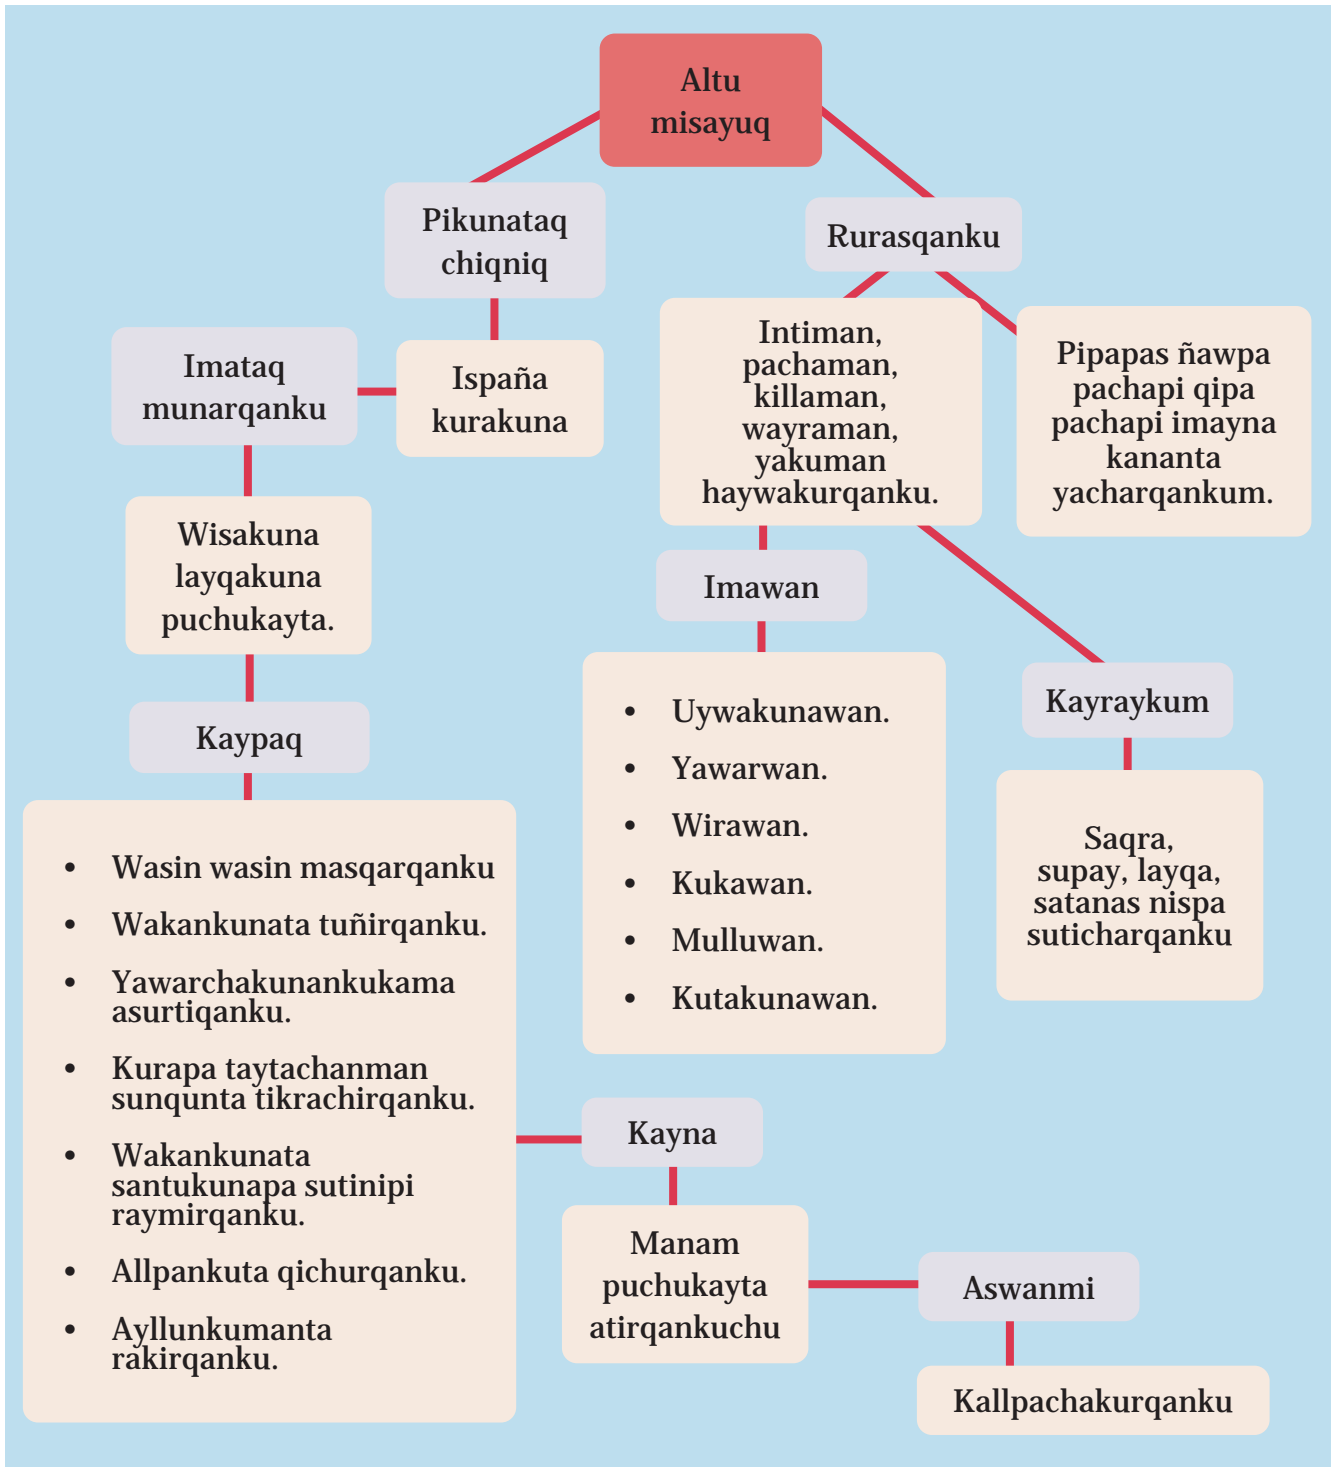 Altu
misayuq
Pikunataq
chiqniq
Rurasqanku
Imataq
munarqanku
Ispaña
kurakuna
Intiman,
pachaman,
killaman,
wayraman,
yakuman
haywakurqanku.
Pipapas ñawpa
pachapi qipa
pachapi imayna
kananta
yacharqankum.
Wisakuna
layqakuna
puchukayta.
Imawan
Kayraykum
Kaypaq
• Uywakunawan.
• Yawarwan.
• Wirawan.
• Kukawan.
• Mulluwan.
• Kutakunawan.
Saqra,
supay, layqa,
satanas nispa
suticharqanku
• Wasin wasin masqarqanku
• Wakankunata tuñirqanku.
• Yawarchakunankukama
asurtiqanku.
• Kurapa taytachanman
sunqunta tikrachirqanku.
• Wakankunata
santukunapa sutinipi
raymirqanku.
• Allpankuta qichurqanku.
• Ayllunkumanta
rakirqanku.
Kayna
Manam
puchukayta
atirqankuchu
Aswanmi
Kallpachakurqanku